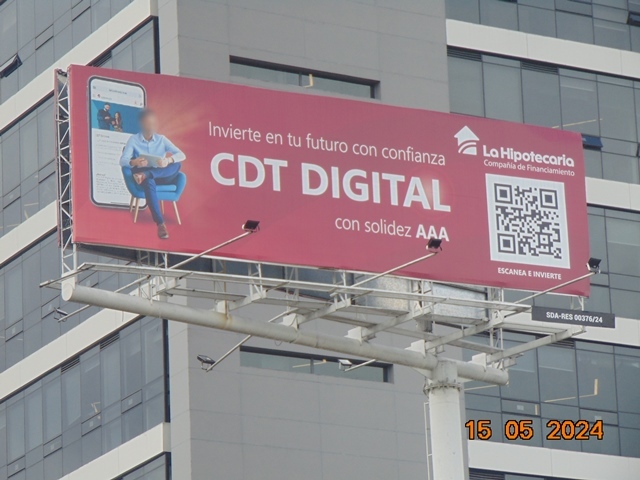 Invierte en tu futuro con confianza
CDT DIGITAL
con solidez AAA
La Hipotecaria
Compañía de Financiamiento
ESCANEA E INVIERTE
SDA-RES 00376/24
15 05 2024